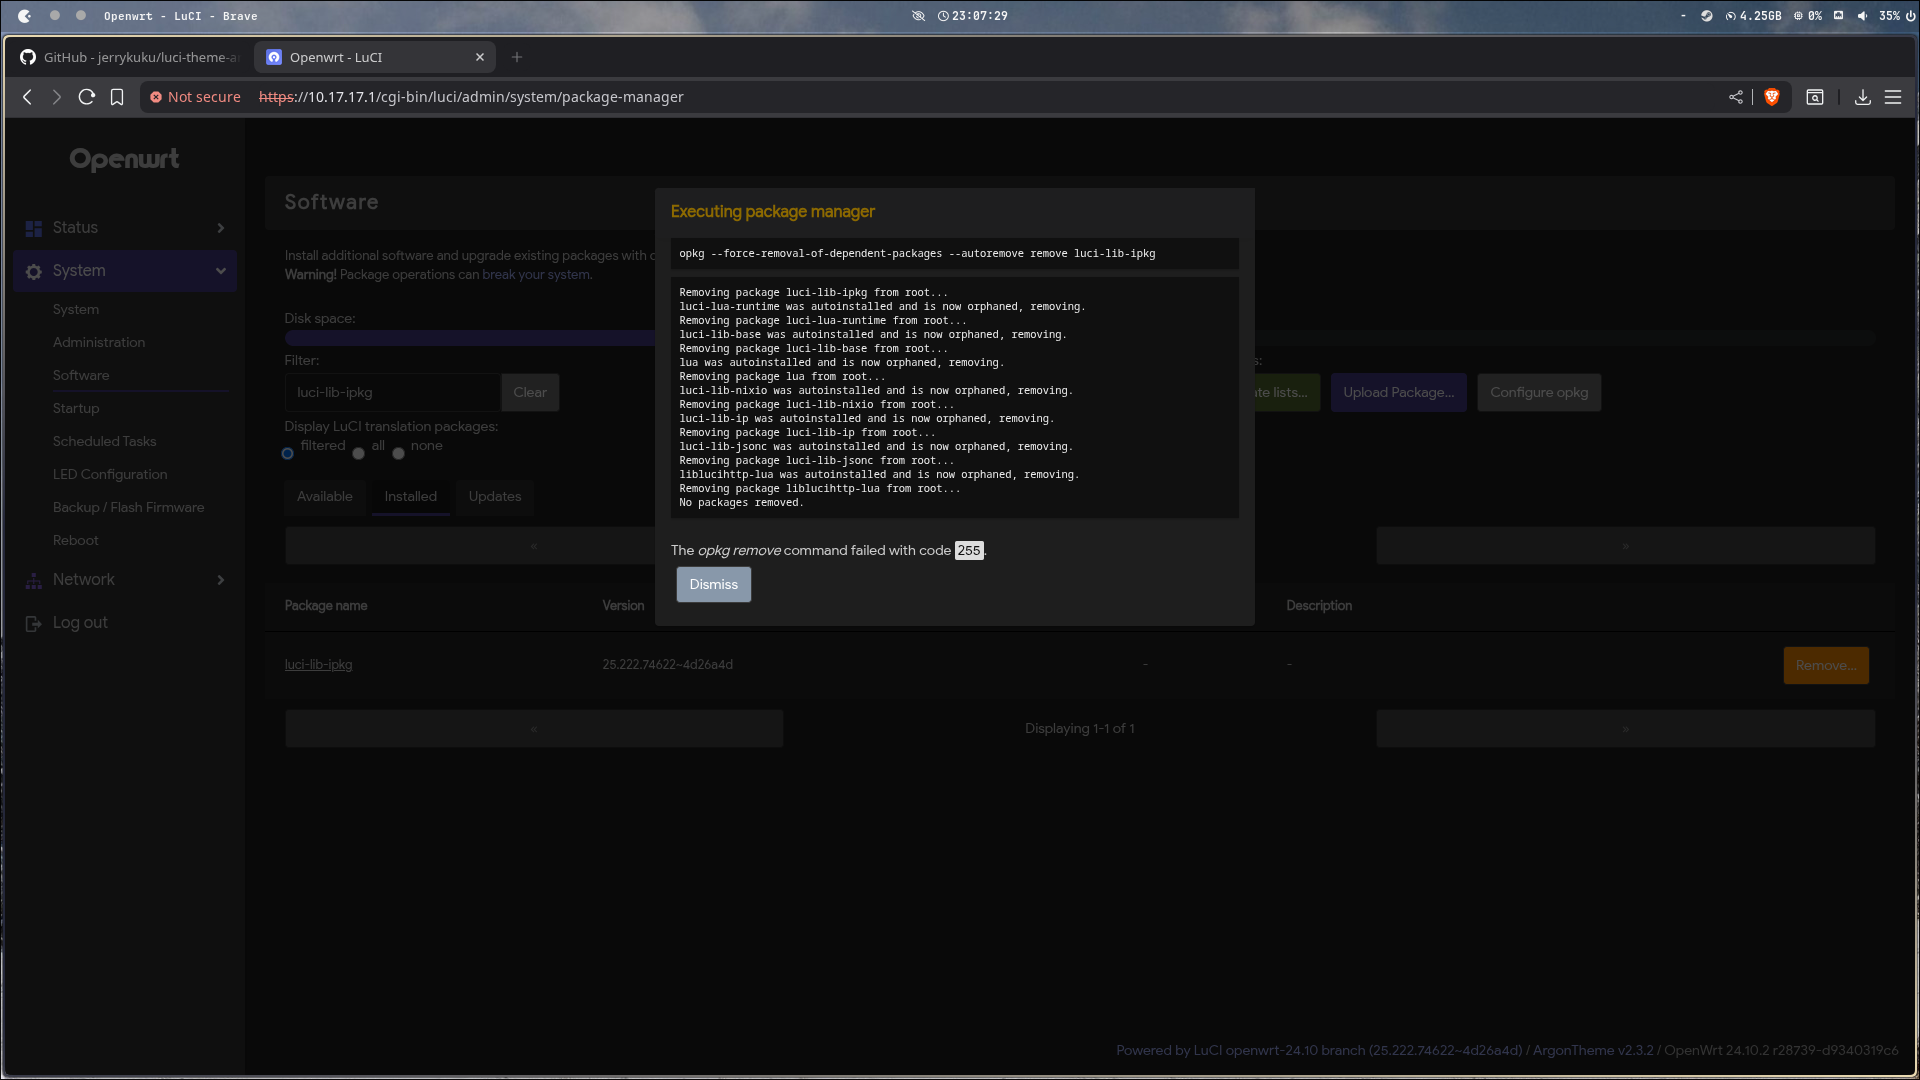 Openwrt - LuCI - Brave
23:07:29
-
4.25GB
0%
35%
GitHub - jerrykuku/luci-theme-a
Openwrt - LuCI
Not secure
https://10.17.17.1/cgi-bin/luci/admin/system/package-manager
Openwrt
Status
System
System
Administration
Software
Startup
Scheduled Tasks
LED Configuration
Backup / Flash Firmware
Reboot
Network
Log out
Software
Install additional software and upgrade existing packages with
Warning! Package operations can break your system.
Disk space:
Filter:
s:
luci-lib-ipkg
Clear
te lists...
Upload Package...
Configure opkg
Display LuCI translation packages:
filtered all none
Available Installed Updates
« »
Package name Version Description
luci-lib-ipkg 25.222.74622~4d26a4d - - Remove...
« Displaying 1-1 of 1 »
Executing package manager
opkg --force-removal-of-dependent-packages --autoremove remove luci-lib-ipkg
Removing package luci-lib-ipkg from root...
luci-lua-runtime was autoinstalled and is now orphaned, removing.
Removing package luci-lua-runtime from root...
luci-lib-base was autoinstalled and is now orphaned, removing.
Removing package luci-lib-base from root...
lua was autoinstalled and is now orphaned, removing.
Removing package lua from root...
luci-lib-nixio was autoinstalled and is now orphaned, removing.
Removing package luci-lib-nixio from root...
luci-lib-ip was autoinstalled and is now orphaned, removing.
Removing package luci-lib-ip from root...
luci-lib-jsonc was autoinstalled and is now orphaned, removing.
Removing package luci-lib-jsonc from root...
liblucihttp-lua was autoinstalled and is now orphaned, removing.
Removing package liblucihttp-lua from root...
No packages removed.
The opkg remove command failed with code 255.
Dismiss
Powered by LuCI openwrt-24.10 branch (25.222.74622~4d26a4d) / ArgonTheme v2.3.2 / OpenWrt 24.10.2 r28739-d9340319c6